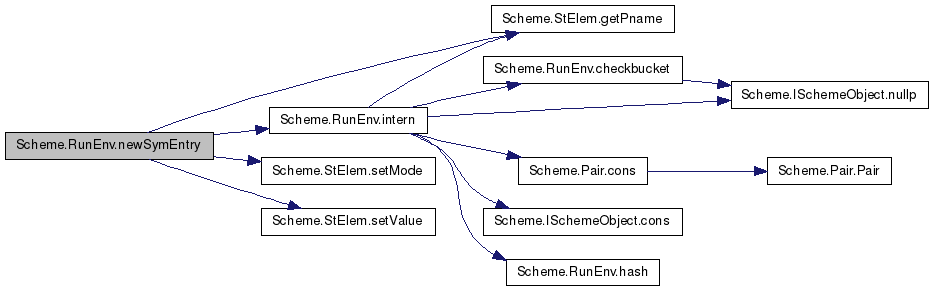 Scheme.StElem.getPname
Scheme.RunEnv.checkbucket
Scheme.ISchemeObject.nullp
Scheme.RunEnv.intern
Scheme.RunEnv.newSymEntry
Scheme.StElem.setMode
Scheme.Pair.cons
Scheme.Pair.Pair
Scheme.StElem.setValue
Scheme.ISchemeObject.cons
Scheme.RunEnv.hash